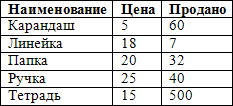 Наименование Цена Продано
Карандаш 5 60
Линейка 18 7
Папка 20 32
Ручка 25 40
Тетрадь 15 500